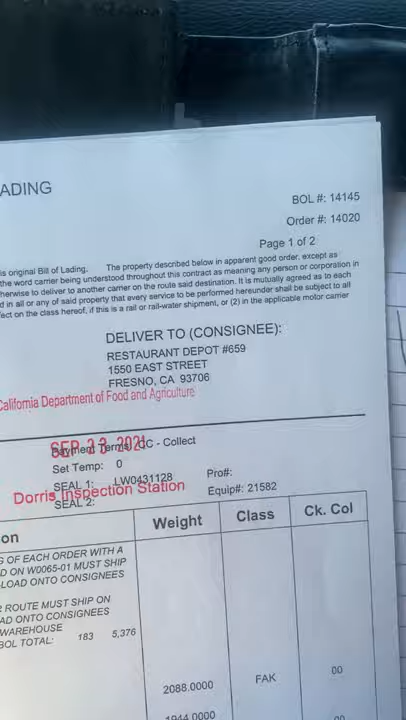 ADING
BOL #: 14145
Order #: 14020
Page 1 of 2
is original Bill of Lading. The property described below in apparent good order, except as
the word carrier being understood throughout this contract as meaning any person or corporation in
herwise to deliver to another carrier on the route said destination. It is mutually agreed as to each
d in all or any of said property that every service to be performed hereunder shall be subject to all
ect on the class hereof, if this is a rail or rail-water shipment, or (2) in the applicable motor carrier
DELIVER TO (CONSIGNEE):
RESTAURANT DEPOT #659
1550 EAST STREET
FRESNO, CA 93706
California Department of Food and Agriculture
SEP 23 2021
Payment Terms: CC - Collect
Set Temp: 0
SEAL 1: LW0431128
Pro#:
Dorris Inspection Station
Equip#: 21582
SEAL 2:
on Weight Class Ck. Col
G OF EACH ORDER WITH A
D ON W0065-01 MUST SHIP
LOAD ONTO CONSIGNEES
ROUTE MUST SHIP ON
AD ONTO CONSIGNEES
WAREHOUSE
BOL TOTAL: 183 5,376
2088.0000 FAK 00
1944.0000 00